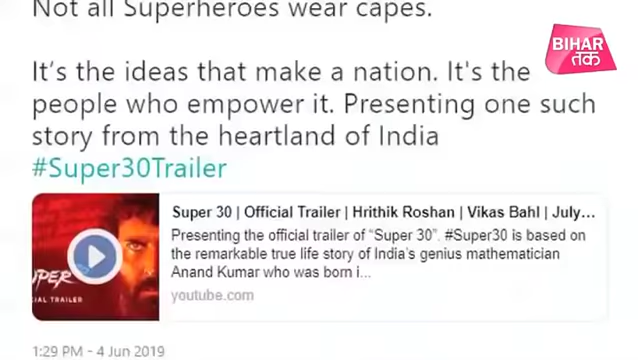 Not all Superheroes wear capes.
BIHAR
तक
It's the ideas that make a nation. It's the
people who empower it. Presenting one such
story from the heartland of India
#Super30Trailer
Super 30 | Official Trailer | Hrithik Roshan | Vikas Bahl | July...
Presenting the official trailer of "Super 30". #Super30 is based on
the remarkable true life story of India's genius mathematician
Anand Kumar who was born i...
youtube.com
1:29 PM - 4 Jun 2019